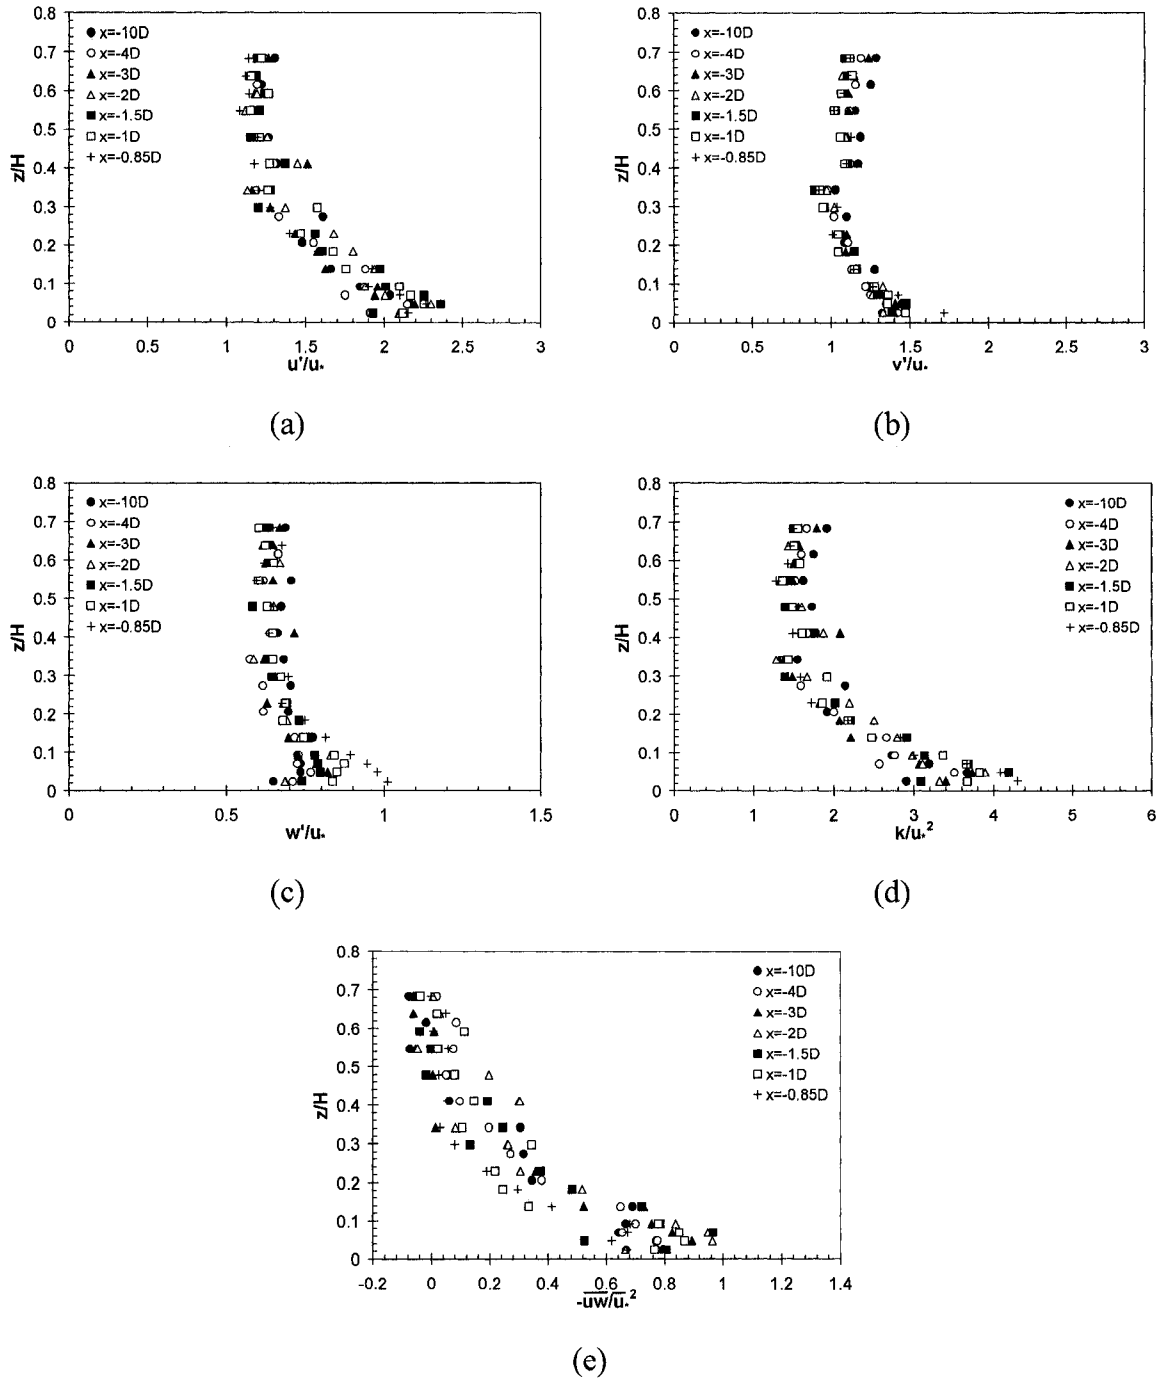 0.8
0.7
0.6
0.5
0.4
0.3
0.2
0.1
0
z/H
x=-10D
x=-4D
x=-3D
x=-2D
x=-1.5D
x=-1D
x=-0.85D
0 0.5 1 1.5 2 2.5 3
u'/u*
(a)
0.8
0.7
0.6
0.5
0.4
0.3
0.2
0.1
0
z/H
x=-10D
x=-4D
x=-3D
x=-2D
x=-1.5D
x=-1D
x=-0.85D
0 0.5 1 1.5 2 2.5 3
v'/u*
(b)
0.8
0.7
0.6
0.5
0.4
0.3
0.2
0.1
0
z/H
x=-10D
x=-4D
x=-3D
x=-2D
x=-1.5D
x=-1D
x=-0.85D
0 0.5 1 1.5
w'/u*
(c)
0.8
0.7
0.6
0.5
0.4
0.3
0.2
0.1
0
z/H
x=-10D
x=-4D
x=-3D
x=-2D
x=-1.5D
x=-1D
x=-0.85D
0 1 2 3 4 5 6
k/u*²
(d)
0.8
0.7
0.6
0.5
0.4
0.3
0.2
0.1
0
z/H
x=-10D
x=-4D
x=-3D
x=-2D
x=-1.5D
x=-1D
x=-0.85D
-0.2 0 0.2 0.4 0.6 0.8 1 1.2 1.4
-uw/u*²
(e)